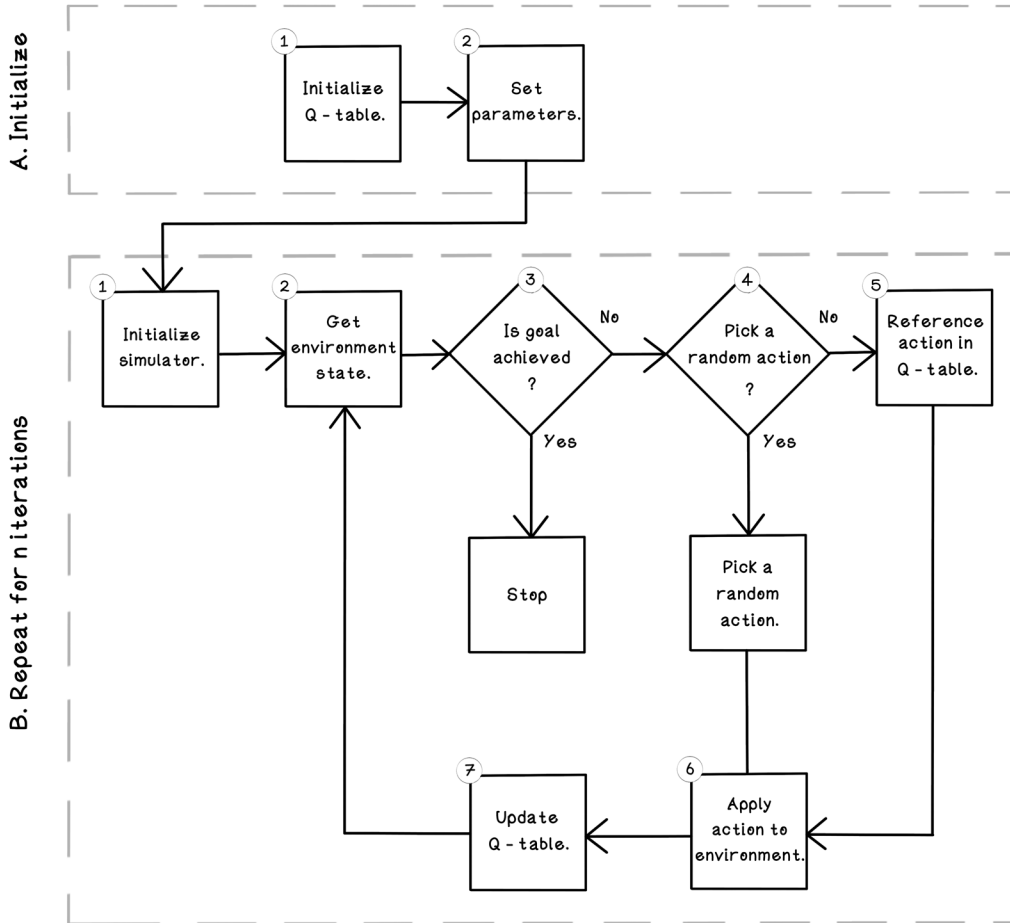 A. Initialize
1
Initialize
Q - table.
2
Set
parameters.
B. Repeat for n iterations
1
Initialize
simulator.
2
Get
environment
state.
3
Is goal
achieved
?
No
Yes
Stop
4
Pick a
random action
?
No
Yes
Pick a
random
action.
5
Reference
action in
Q - table.
6
Apply
action to
environment.
7
Update
Q - table.